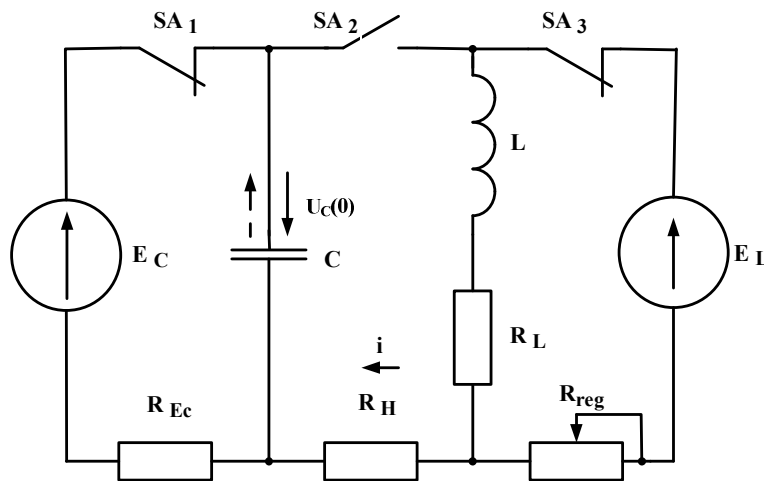 SA 1
SA 2
SA 3
L
U_C(0)
E C
C
E L
R L
i
R Ec
R H
R reg